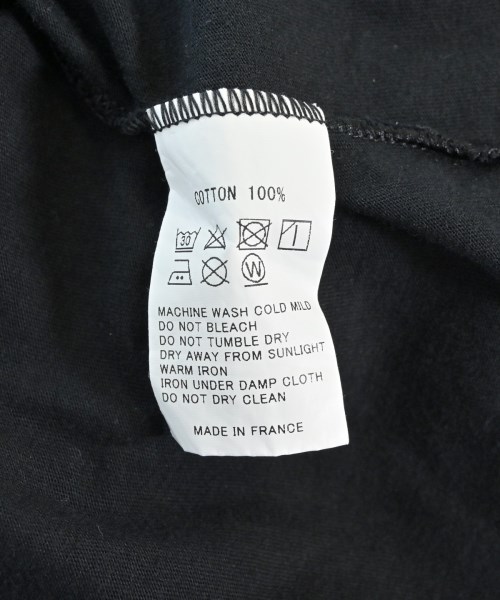 COTTON 100%
30
W
MACHINE WASH COLD MILD
DO NOT BLEACH
DO NOT TUMBLE DRY
DRY AWAY FROM SUNLIGHT
WARM IRON
IRON UNDER DAMP CLOTH
DO NOT DRY CLEAN
MADE IN FRANCE